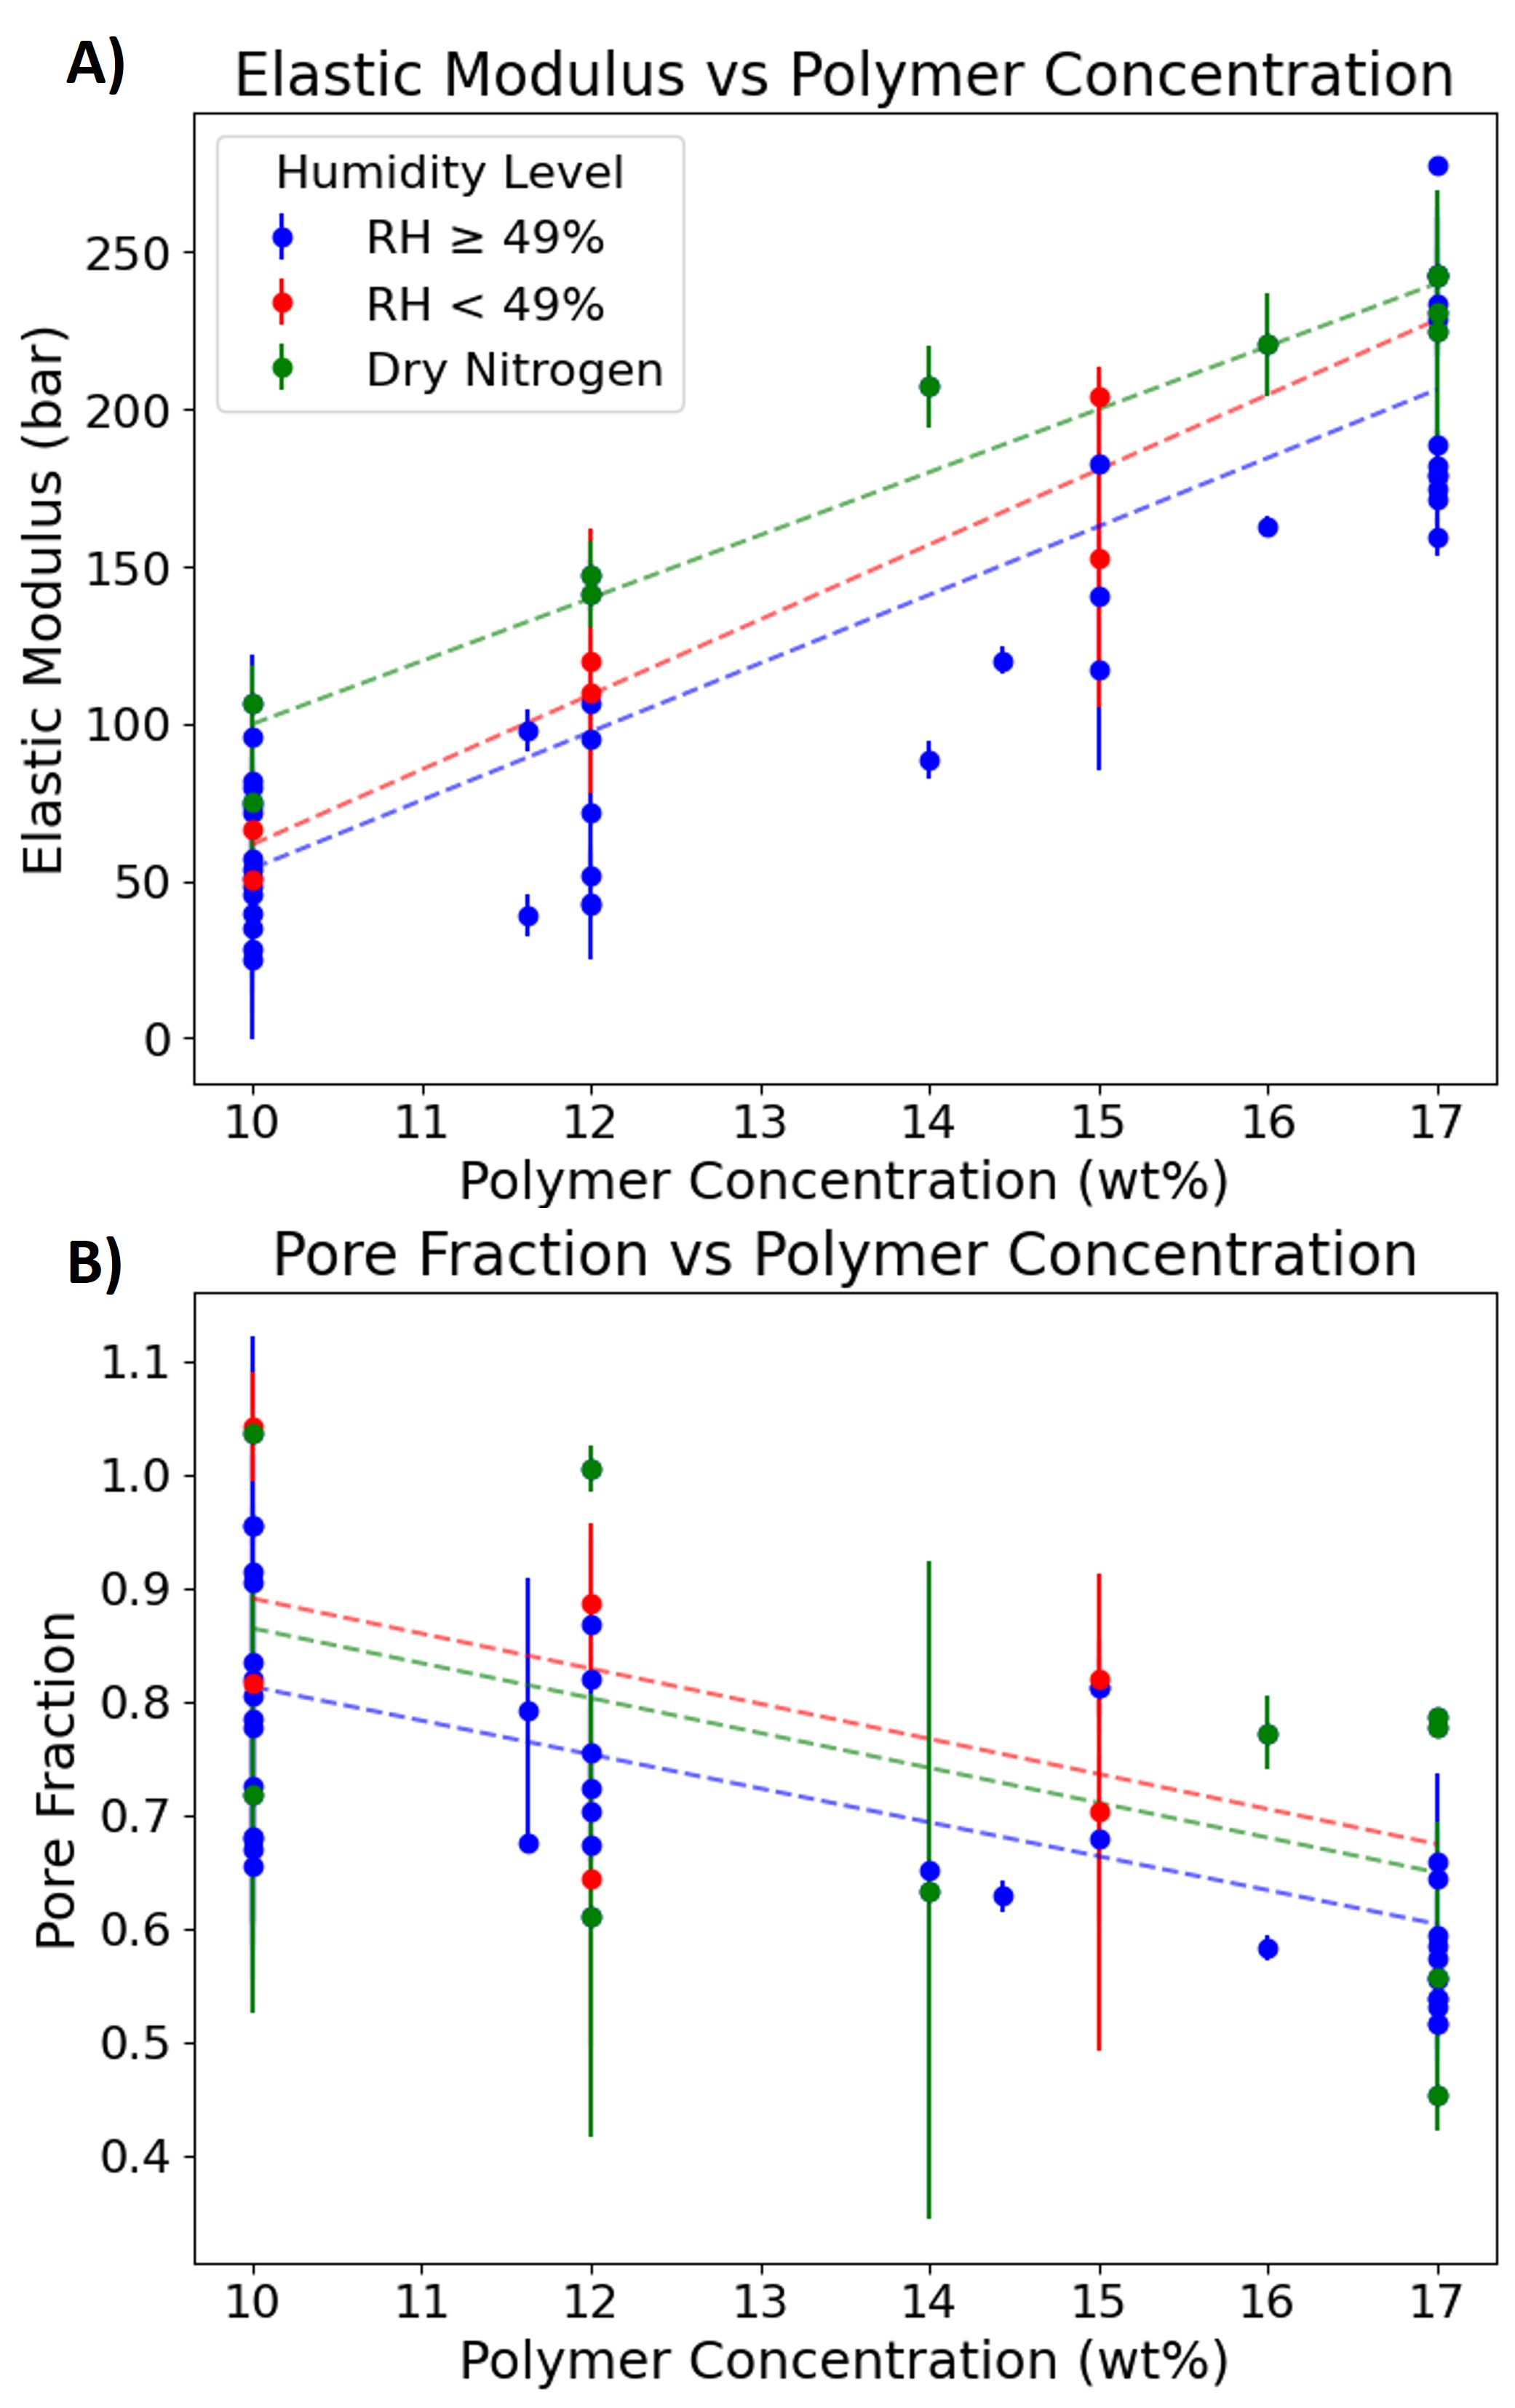 A)
Elastic Modulus vs Polymer Concentration
Humidity Level
RH ≥ 49%
RH < 49%
Dry Nitrogen
Elastic Modulus (bar)
250
200
150
100
50
0
10 11 12 13 14 15 16 17
Polymer Concentration (wt%)
B)
Pore Fraction vs Polymer Concentration
Pore Fraction
1.1
1.0
0.9
0.8
0.7
0.6
0.5
0.4
10 11 12 13 14 15 16 17
Polymer Concentration (wt%)